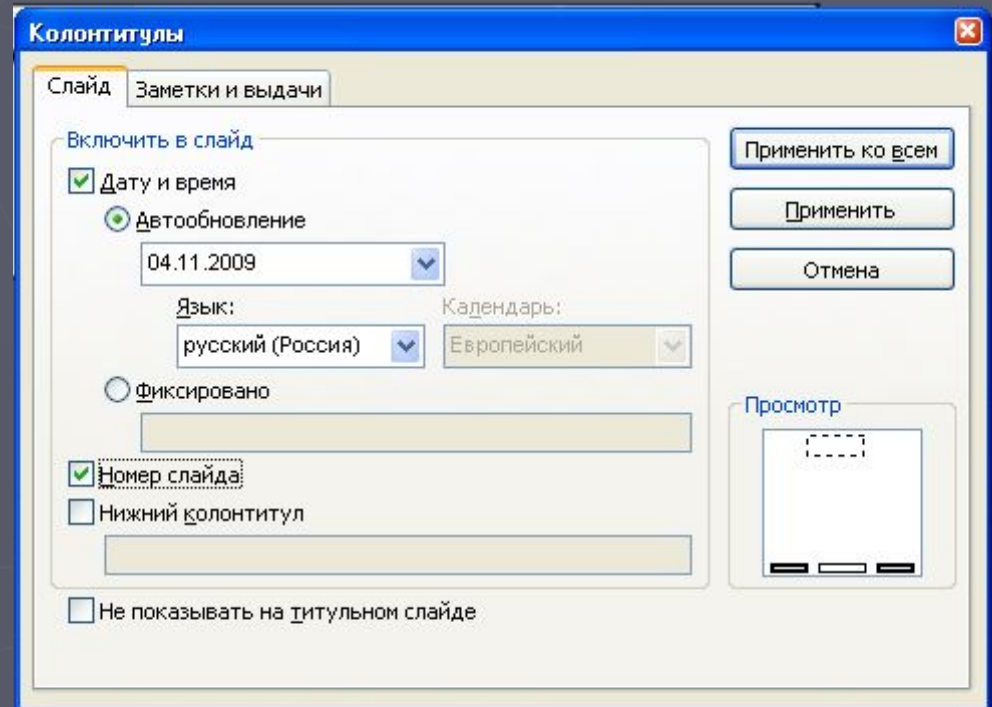 Колонтитулы
Слайд
Заметки и выдачи
Включить в слайд
Дату и время
Автообновление
04.11.2009
Язык:
Календарь:
русский (Россия)
Европейский
Фиксировано
Номер слайда
Нижний колонтитул
Не показывать на титульном слайде
Применить ко всем
Применить
Отмена
Просмотр